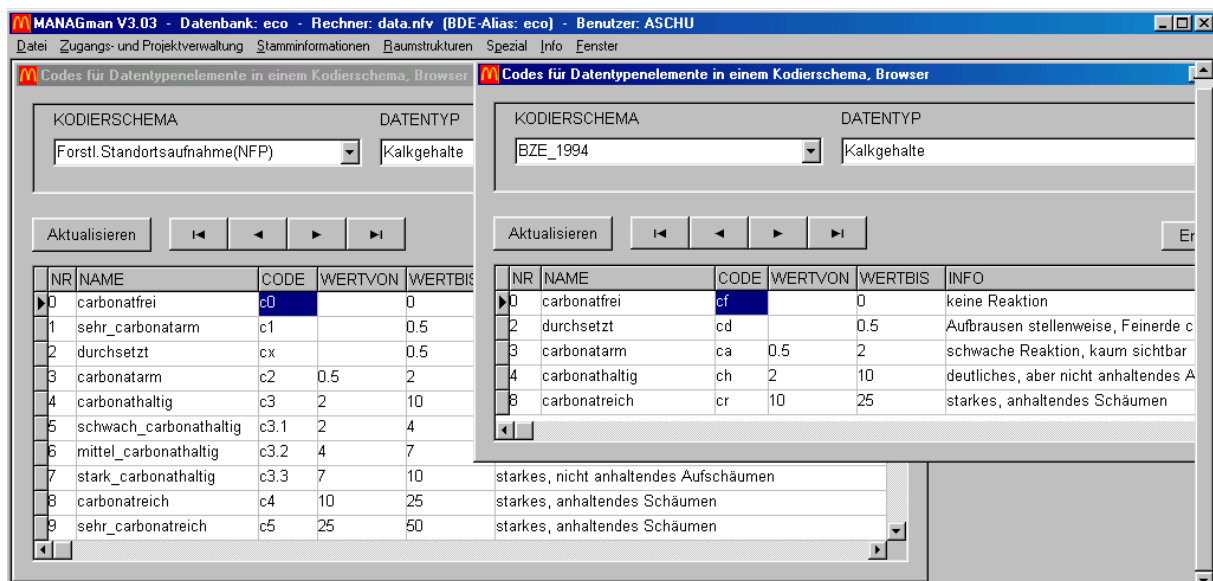 MANAGman V3.03 - Datenbank: eco - Rechner: data.nfv (BDE-Alias: eco) - Benutzer: ASCHU
Datei Zugangs- und Projektverwaltung Stamminformationen Raumstrukturen Spezial Info Fenster
Codes für Datentypenelemente in einem Kodierschema, Browser
KODIERSCHEMA DATENTYP
Forstl.Standortsaufnahme(NFP) Kalkgehalte
Aktualisieren
NR NAME CODE WERTVON WERTBIS
0 carbonatfrei c0 0
1 sehr_carbonatarm c1 0.5
2 durchsetzt cx 0.5
3 carbonatarm c2 0.5 2
4 carbonathaltig c3 2 10
5 schwach_carbonathaltig c3.1 2 4
6 mittel_carbonathaltig c3.2 4 7
7 stark_carbonathaltig c3.3 7 10 starkes, nicht anhaltendes Aufschäumen
8 carbonatreich c4 10 25 starkes, anhaltendes Schäumen
9 sehr_carbonatreich c5 25 50 starkes, anhaltendes Schäumen
Codes für Datentypenelemente in einem Kodierschema, Browser
KODIERSCHEMA DATENTYP
BZE_1994 Kalkgehalte
Aktualisieren Er
NR NAME CODE WERTVON WERTBIS INFO
0 carbonatfrei cf 0 keine Reaktion
2 durchsetzt cd 0.5 Aufbrausen stellenweise, Feinerde c
3 carbonatarm ca 0.5 2 schwache Reaktion, kaum sichtbar
4 carbonathaltig ch 2 10 deutliches, aber nicht anhaltendes A
8 carbonatreich cr 10 25 starkes, anhaltendes Schäumen